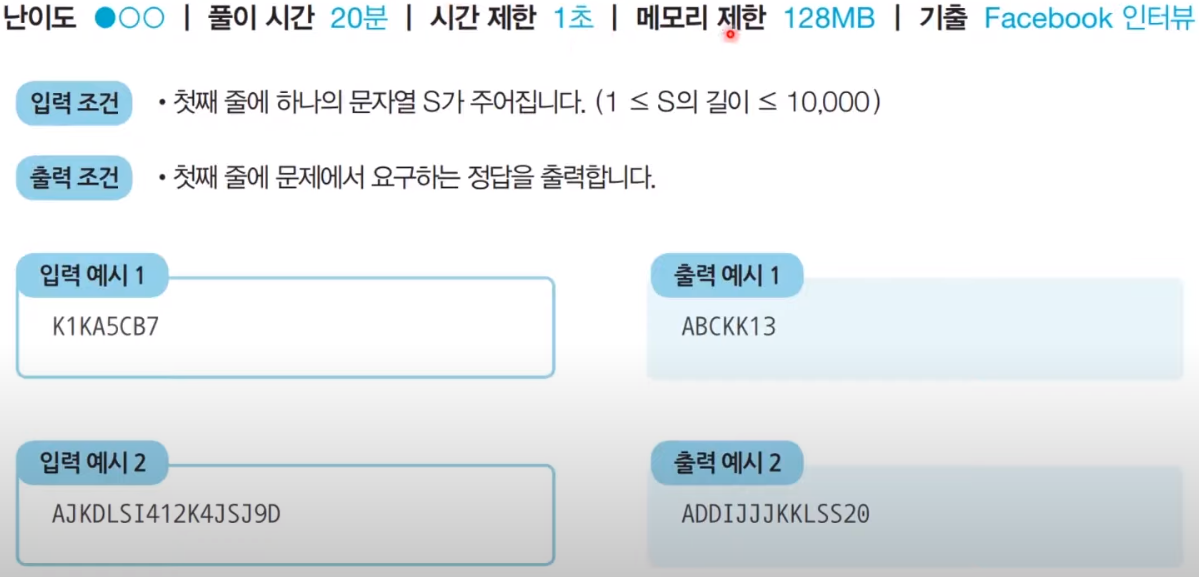 난이도 ●○○ | 풀이 시간 20분 | 시간 제한 1초 | 메모리 제한 128MB | 기출 Facebook 인터뷰
입력 조건 • 첫째 줄에 하나의 문자열 S가 주어집니다. (1 ≤ S의 길이 ≤ 10,000)
출력 조건 • 첫째 줄에 문제에서 요구하는 정답을 출력합니다.
입력 예시 1
K1KA5CB7
출력 예시 1
ABCKK13
입력 예시 2
AJKDLSI412K4JSJ9D
출력 예시 2
ADDIJJJKKLSS20